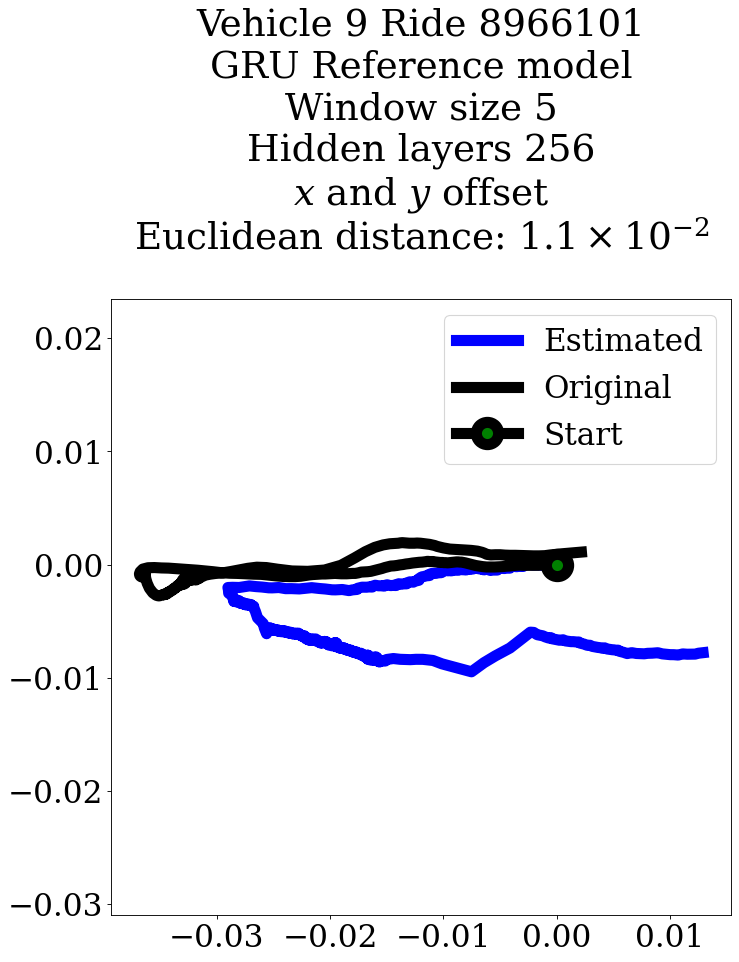 Vehicle 9 Ride 8966101
GRU Reference model
Window size 5
Hidden layers 256
x and y offset
Euclidean distance: 1.1 × 10⁻²
Estimated
Original
Start
0.02
0.01
0.00
−0.01
−0.02
−0.03
−0.03 −0.02 −0.01 0.00 0.01